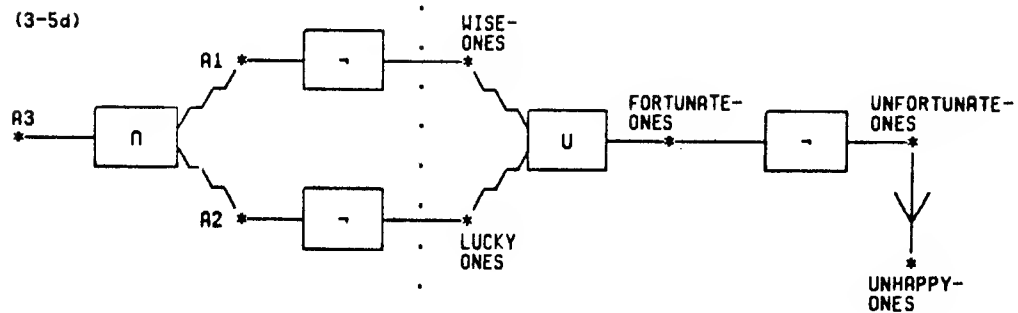 (3-5d)
WISE-
ONES
A1
¬
A3
∩
U
FORTUNATE-
ONES
¬
UNFORTUNATE-
ONES
A2
¬
LUCKY
ONES
UNHAPPY-
ONES